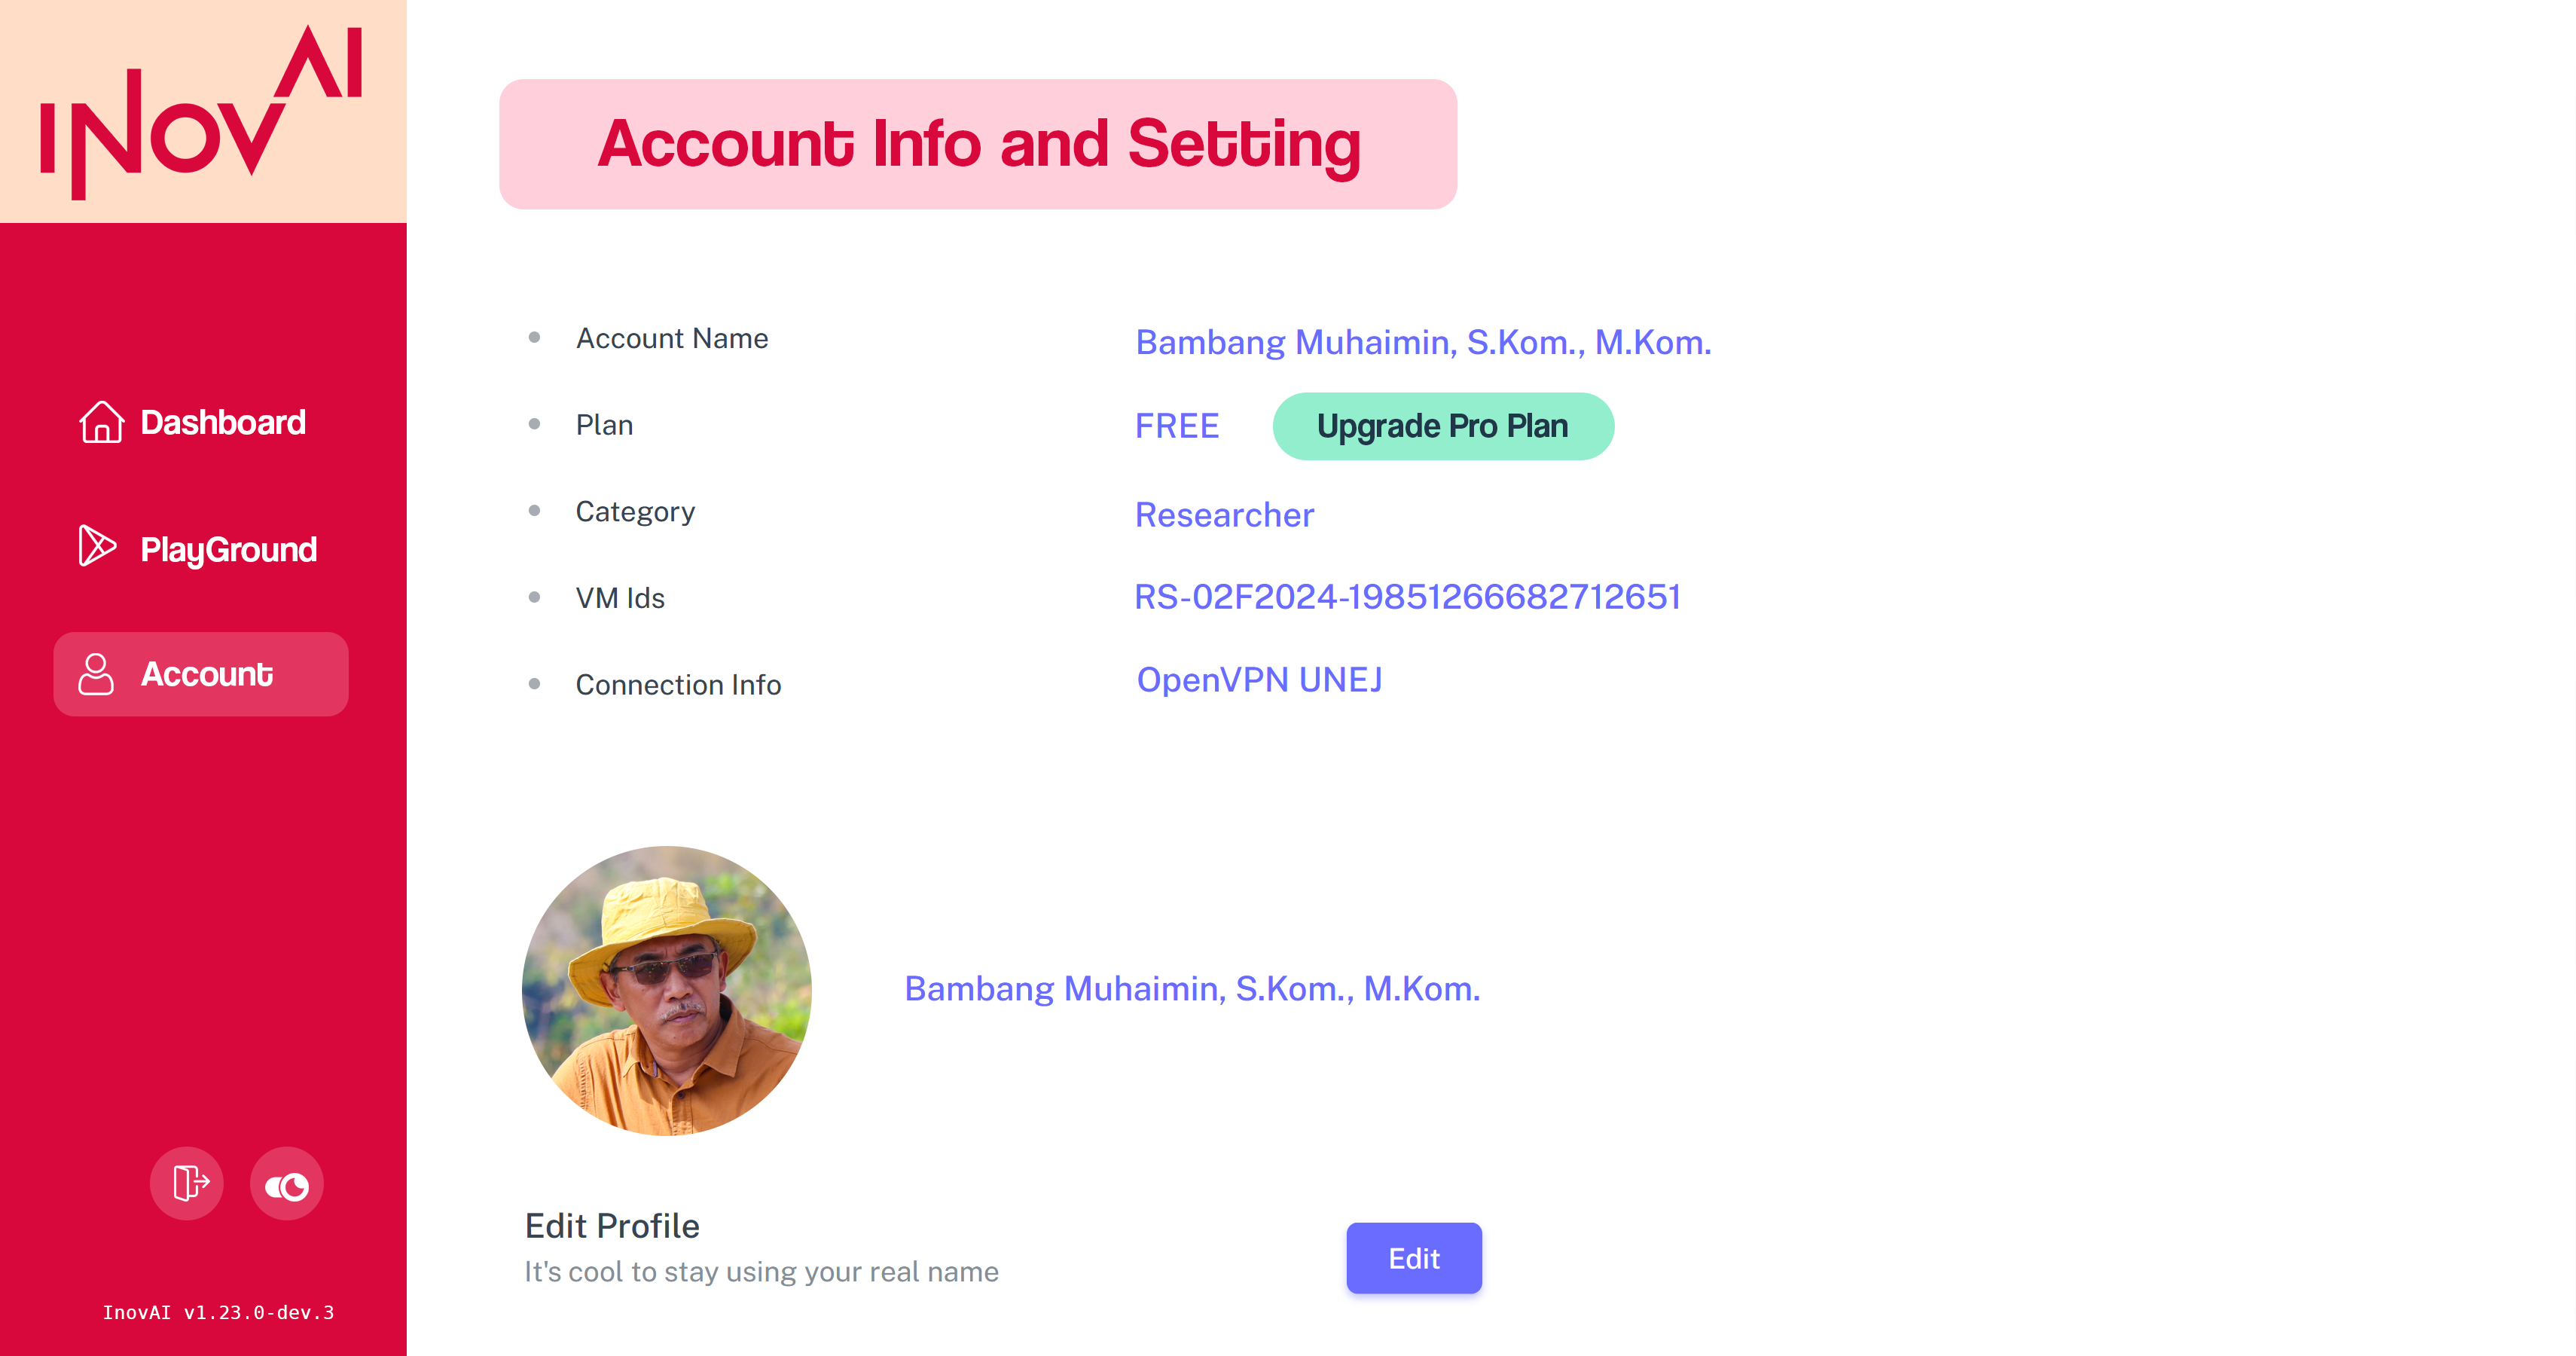 INOVAI
Dashboard
PlayGround
Account
InovAI v1.23.0-dev.3
Account Info and Setting
Account Name
Bambang Muhaimin, S.Kom., M.Kom.
Plan
FREE
Upgrade Pro Plan
Category
Researcher
VM Ids
RS-02F2024-19851266682712651
Connection Info
OpenVPN UNEJ
Bambang Muhaimin, S.Kom., M.Kom.
Edit Profile
It's cool to stay using your real name
Edit